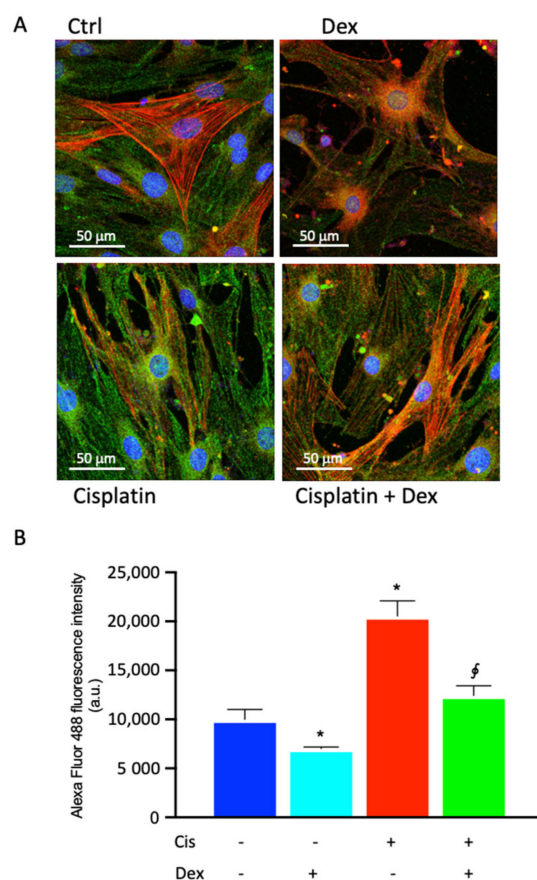 A
Ctrl
Dex
50 µm
50 µm
50 µm
50 µm
Cisplatin
Cisplatin + Dex
B
Alexa Fluor 488 fluorescence intensity
(a.u.)
25,000
20,000
15,000
10,000
5 000
0
*
*
∮
Cis - - + +
Dex - + - +